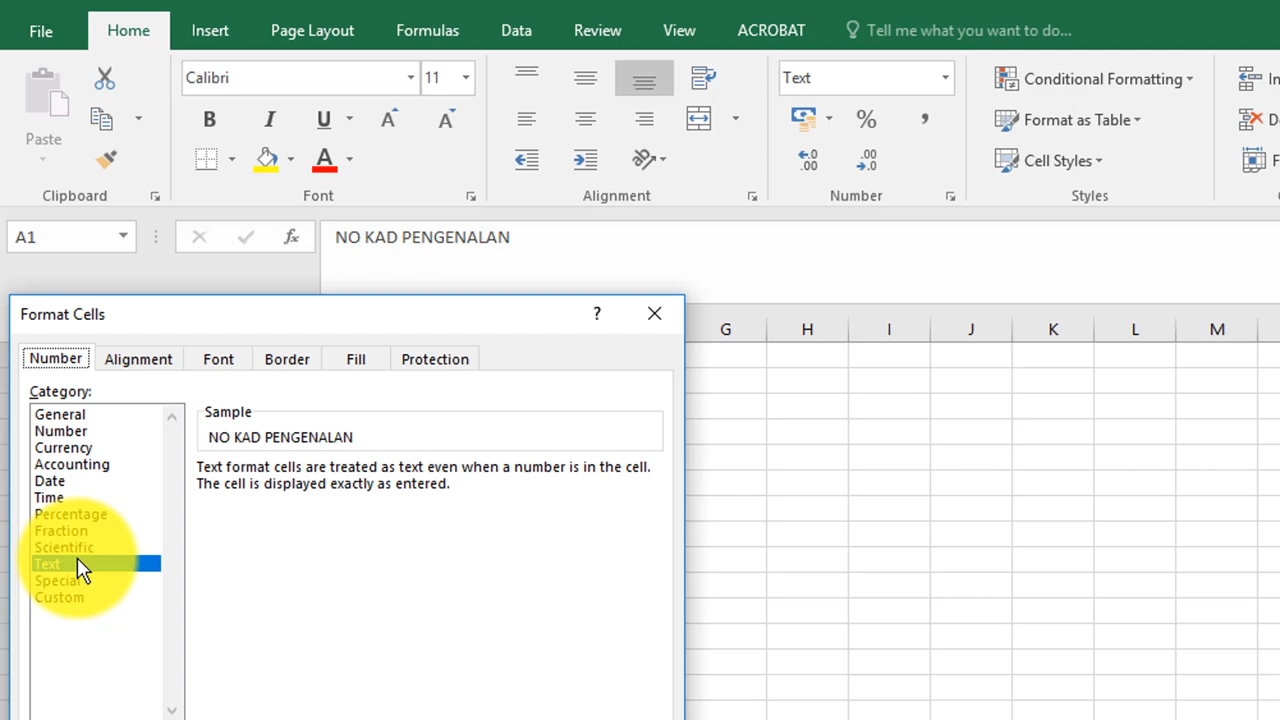 File Home Insert Page Layout Formulas Data Review View ACROBAT Tell me what you want to do...
Calibri 11 Text Conditional Formatting
Paste B I U % , Format as Table
A .00 .00 Cell Styles
Clipboard Font Alignment Number Styles
A1 fx NO KAD PENGENALAN
Format Cells ?
G H I J K L M
Number Alignment Font Border Fill Protection
Category:
Sample
General
NO KAD PENGENALAN
Number
Currency
Accounting
Text format cells are treated as text even when a number is in the cell.
Date
The cell is displayed exactly as entered.
Time
Percentage
Fraction
Scientific
Text
Special
Custom